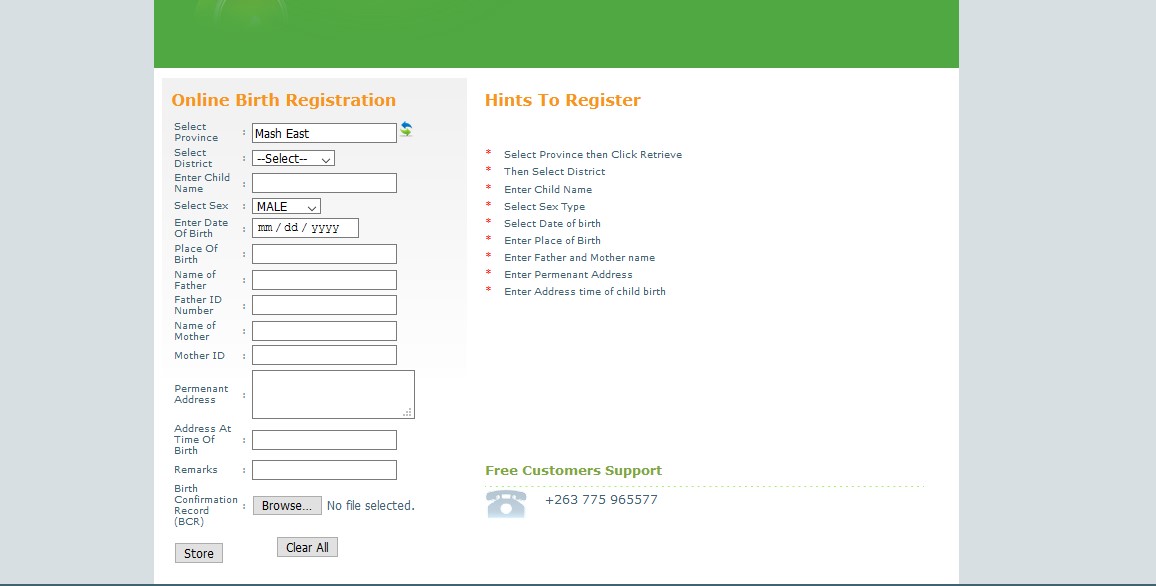 Online Birth Registration
Select
Province
:
Mash East
Select
District
:
--Select--
Enter Child
Name
:
Select Sex
:
MALE
Enter Date
Of Birth
:
mm / dd / yyyy
Place Of
Birth
:
Name of
Father
:
Father ID
Number
:
Name of
Mother
:
Mother ID
:
Permenant
Address
:
Address At
Time Of
Birth
:
Remarks
:
Birth
Confirmation
Record
(BCR)
:
Browse...
No file selected.
Store
Clear All
Hints To Register
* Select Province then Click Retrieve
* Then Select District
* Enter Child Name
* Select Sex Type
* Select Date of birth
* Enter Place of Birth
* Enter Father and Mother name
* Enter Permenant Address
* Enter Address time of child birth
Free Customers Support
+263 775 965577